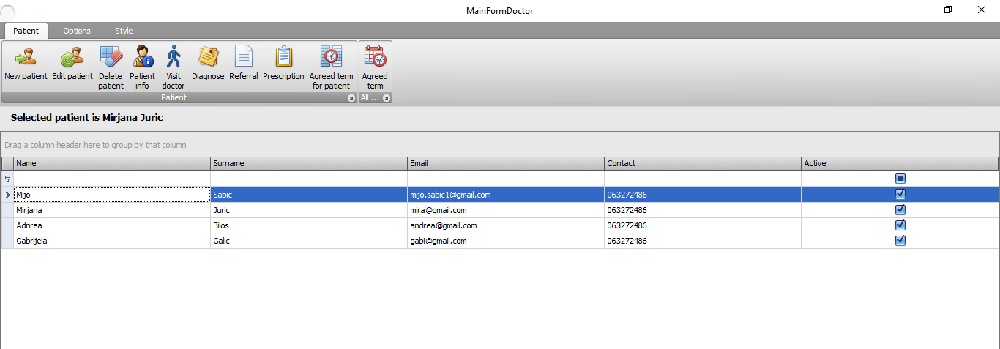 MainFormDoctor
Patient Options Style
New patient Edit patient Delete patient Patient info Visit doctor Diagnose Referral Prescription Agreed term for patient Agreed term
Patient All ...
Selected patient is Mirjana Juric
Drag a column header here to group by that column
Name Surname Email Contact Active
Mijo Sabic mijo.sabic1@gmail.com 063272486
Mirjana Juric mira@gmail.com 063272486
Adnrea Bilos andrea@gmail.com 063272486
Gabrijela Galic gabi@gmail.com 063272486